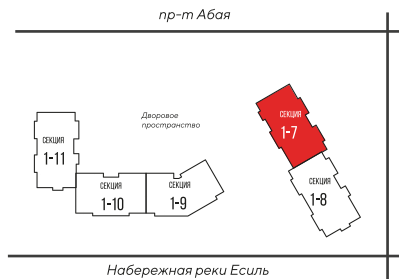 пр-т Абая
Дворовое
пространство
СЕКЦИЯ
1-7
СЕКЦИЯ
1-11
СЕКЦИЯ
1-10
СЕКЦИЯ
1-9
СЕКЦИЯ
1-8
Набережная реки Есиль